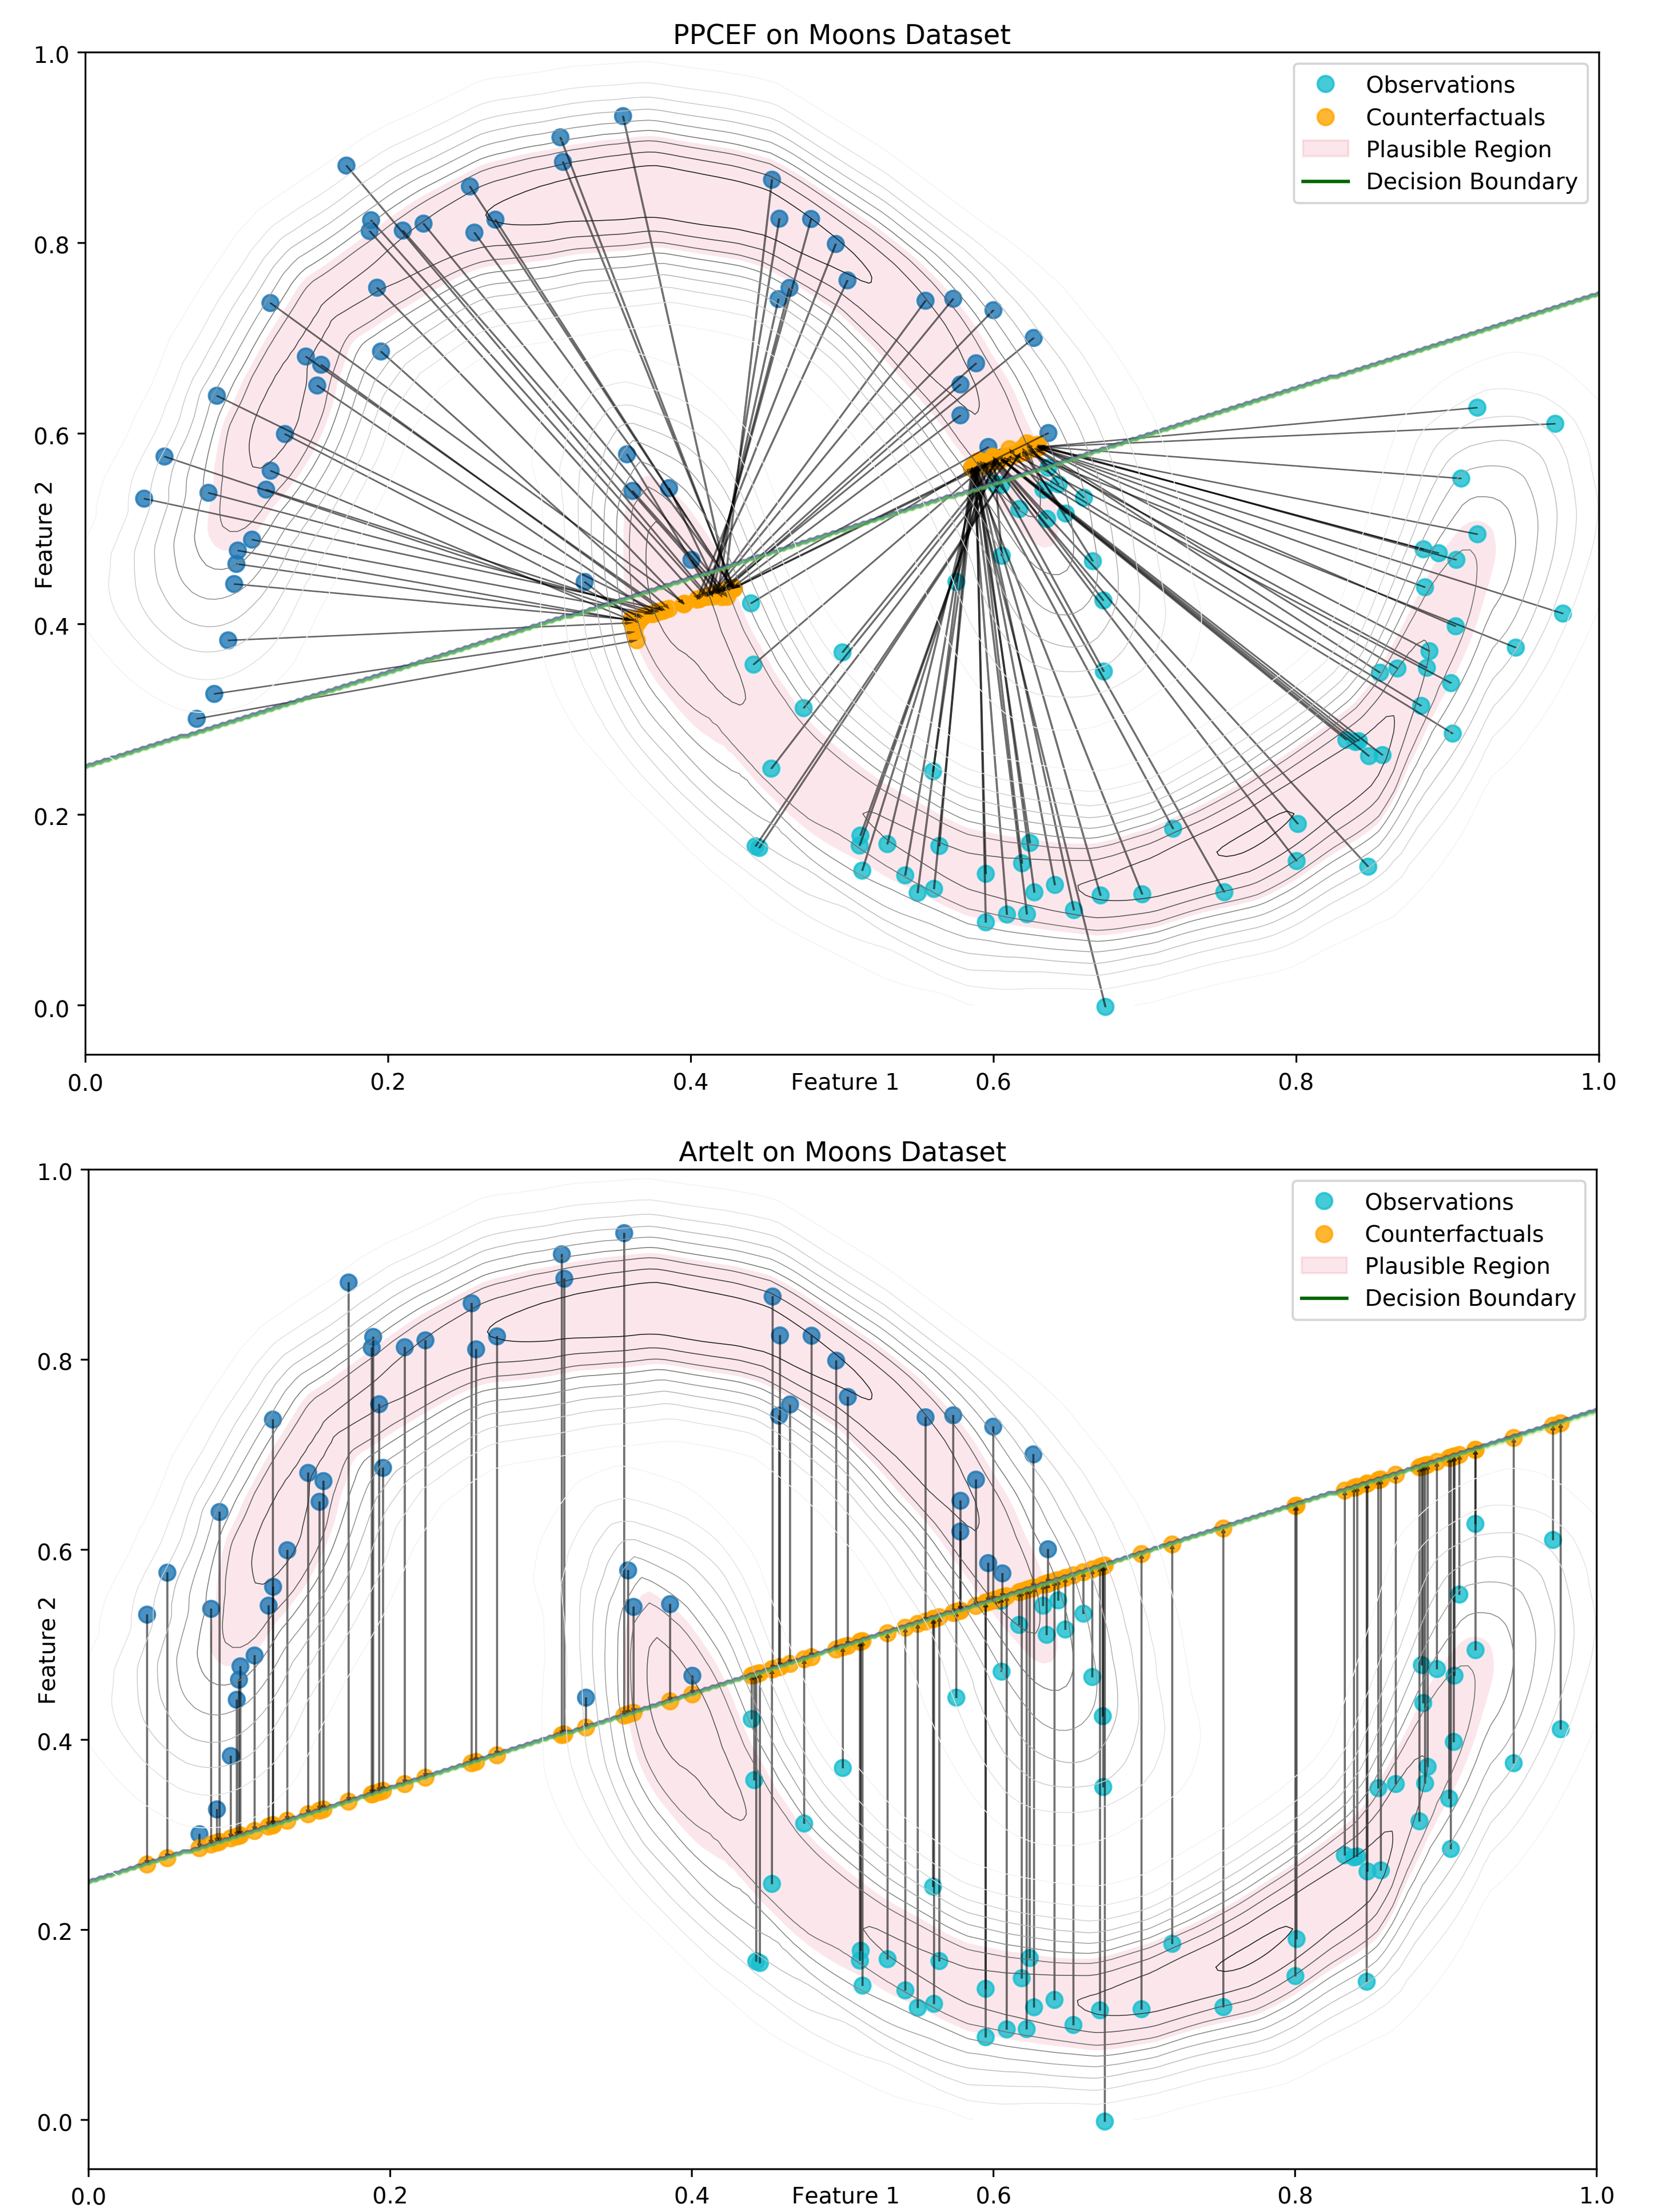 PPCEF on Moons Dataset
1.0
0.8
0.6
0.4
0.2
0.0
Feature 2
Observations
Counterfactuals
Plausible Region
Decision Boundary
0.0 0.2 0.4 Feature 1 0.6 0.8 1.0
Artelt on Moons Dataset
1.0
0.8
0.6
0.4
0.2
0.0
Feature 2
Observations
Counterfactuals
Plausible Region
Decision Boundary
0.0 0.2 0.4 Feature 1 0.6 0.8 1.0